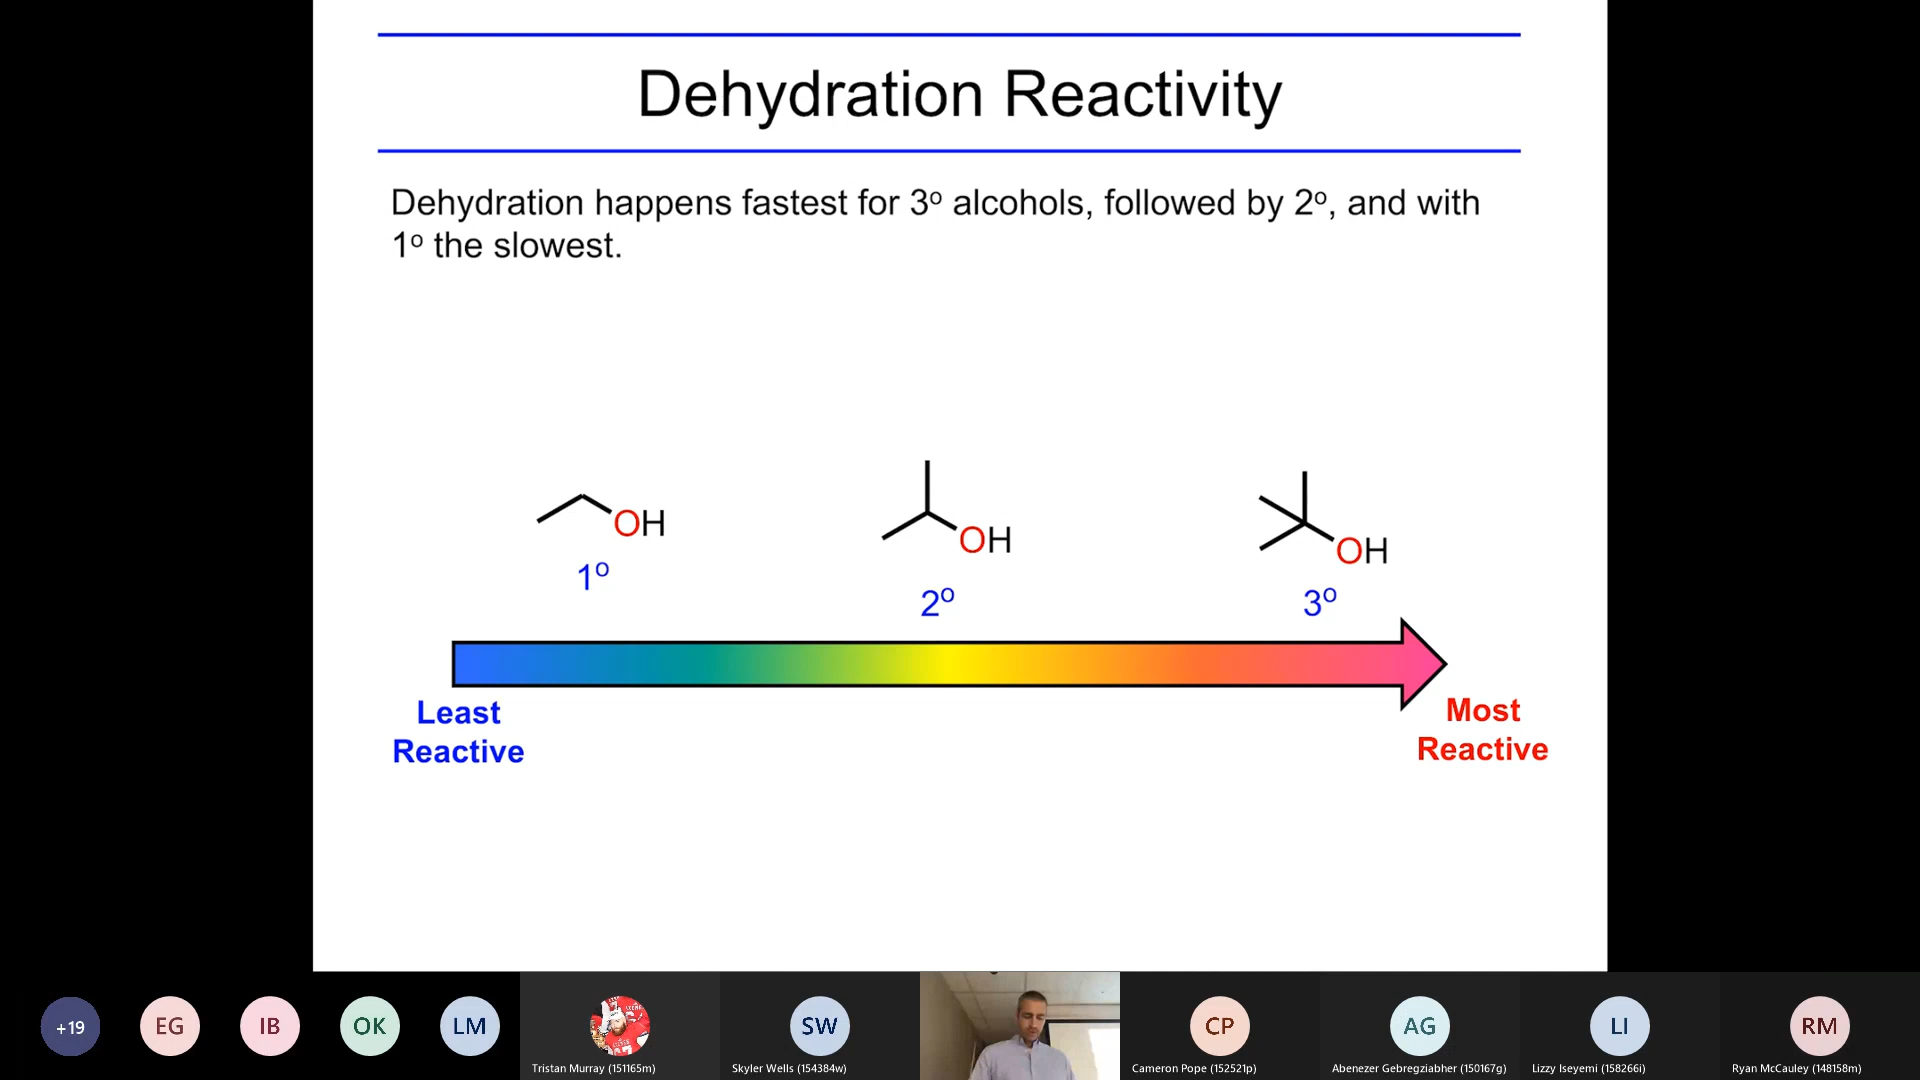 Dehydration Reactivity
Dehydration happens fastest for 3º alcohols, followed by 2º, and with
1º the slowest.
OH
OH
OH
1º
2º
3º
Least
Reactive
Most
Reactive
+19
EG
IB
OK
LM
Tristan Murray (151165m)
SW
Skyler Wells (154384w)
CP
Cameron Pope (152521p)
AG
Abenezer Gebregziabher (150167g)
LI
Lizzy Iseyemi (158266i)
RM
Ryan McCauley (148158m)